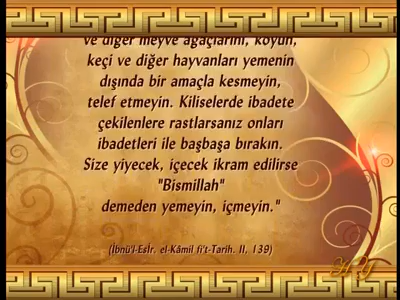 ve diğer meyve ağaçlarını, koyun,
keçi ve diğer hayvanları yemenin
dışında bir amaçla kesmeyin,
telef etmeyin. Kiliselerde ibadete
çekilenlere rastlarsanız onları
ibadetleri ile başbaşa bırakın.
Size yiyecek, içecek ikram edilirse
"Bismillah"
demeden yemeyin, içmeyin."
(İbnü'l-Esîr, el-Kâmil fi't-Tarih, II, 139)